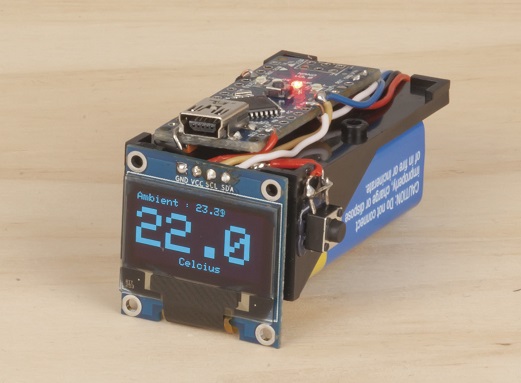 GND VCC SCL SDA
Ambient : 23.39
22.0
Celcius
CAUTION: Do not connect
improperly, charge or dispose
of in fire or incinerate.